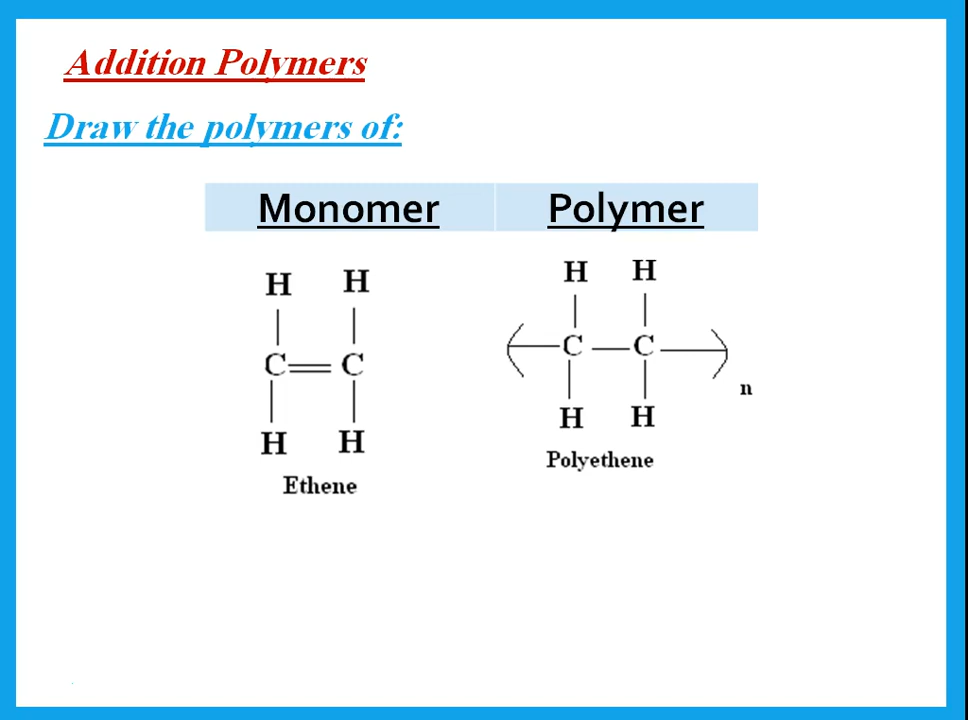 Addition Polymers
Draw the polymers of:
Monomer Polymer
H H H H
C C C C
n
H H H H
Polyethene
Ethene